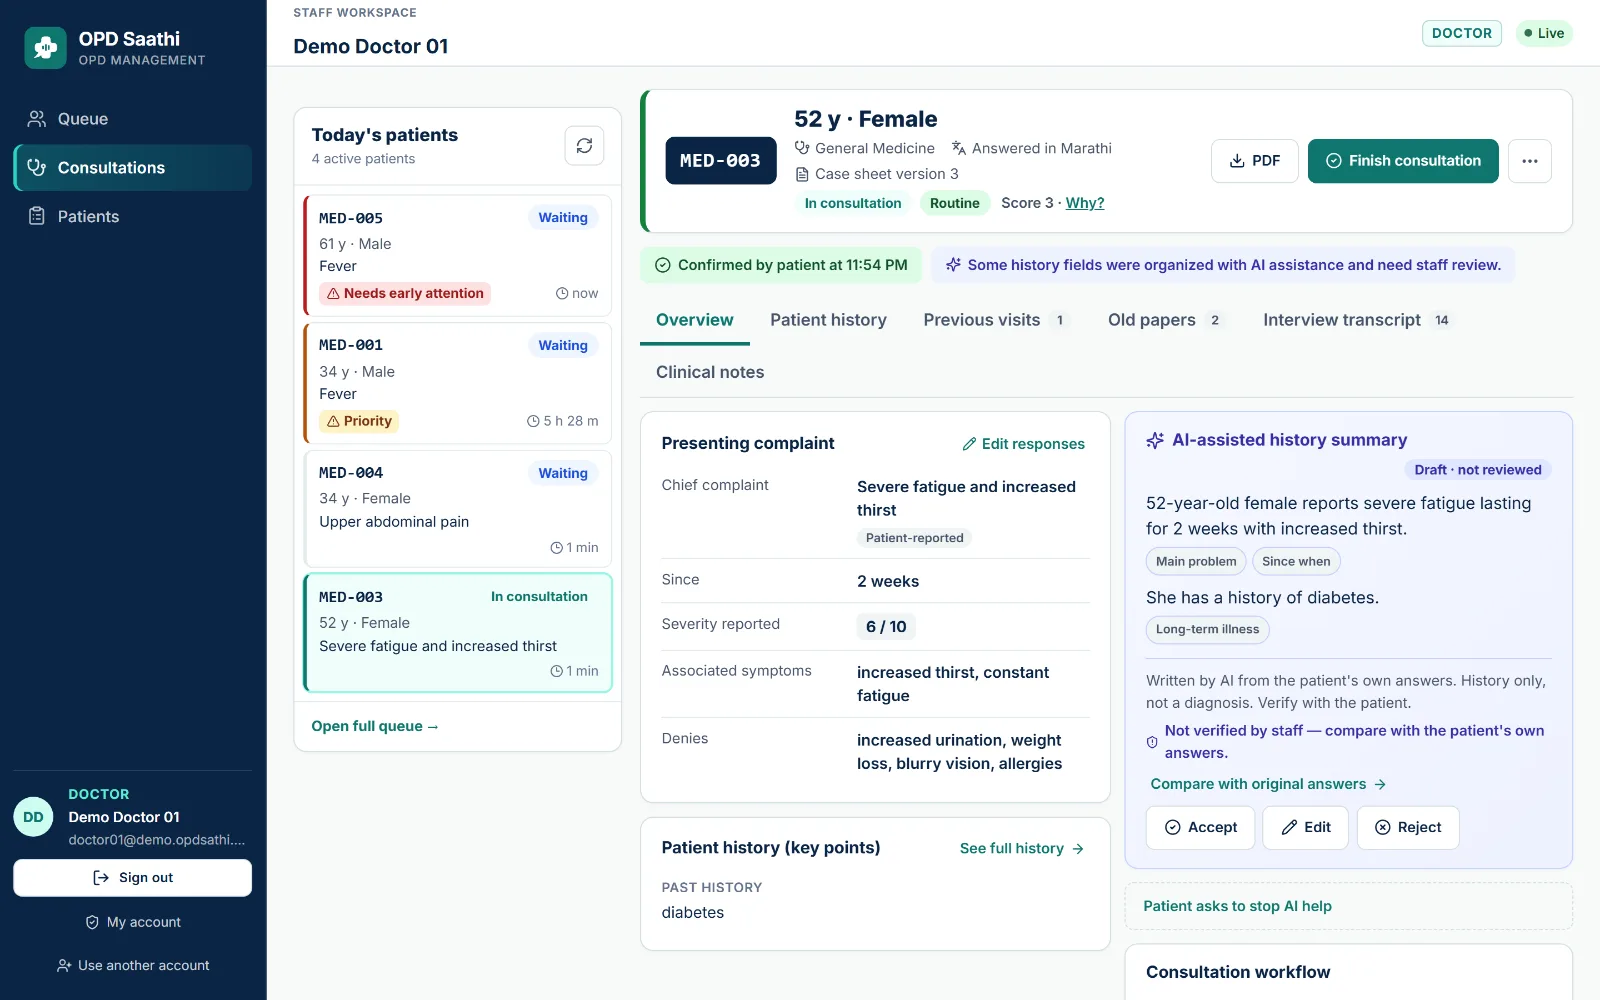 OPD Saathi
OPD MANAGEMENT
Queue
Consultations
Patients
DD
DOCTOR
Demo Doctor 01
doctor01@demo.opdsathi....
Sign out
My account
Use another account
STAFF WORKSPACE
Demo Doctor 01
DOCTOR
Live
Today's patients
4 active patients
MED-005
Waiting
61 y · Male
Fever
Needs early attention
now
MED-001
Waiting
34 y · Male
Fever
Priority
5 h 28 m
MED-004
Waiting
34 y · Female
Upper abdominal pain
1 min
MED-003
In consultation
52 y · Female
Severe fatigue and increased thirst
1 min
Open full queue →
MED-003
52 y · Female
General Medicine
Answered in Marathi
Case sheet version 3
In consultation
Routine
Score 3 · Why?
PDF
Finish consultation
Confirmed by patient at 11:54 PM
Some history fields were organized with AI assistance and need staff review.
Overview
Patient history
Previous visits 1
Old papers 2
Interview transcript 14
Clinical notes
Presenting complaint
Edit responses
Chief complaint
Severe fatigue and increased
thirst
Patient-reported
Since
2 weeks
Severity reported
6 / 10
Associated symptoms
increased thirst, constant
fatigue
Denies
increased urination, weight
loss, blurry vision, allergies
Patient history (key points)
See full history →
PAST HISTORY
diabetes
AI-assisted history summary
Draft · not reviewed
52-year-old female reports severe fatigue lasting
for 2 weeks with increased thirst.
Main problem
Since when
She has a history of diabetes.
Long-term illness
Written by AI from the patient's own answers. History only,
not a diagnosis. Verify with the patient.
Not verified by staff — compare with the patient's own
answers.
Compare with original answers →
Accept
Edit
Reject
Patient asks to stop AI help
Consultation workflow